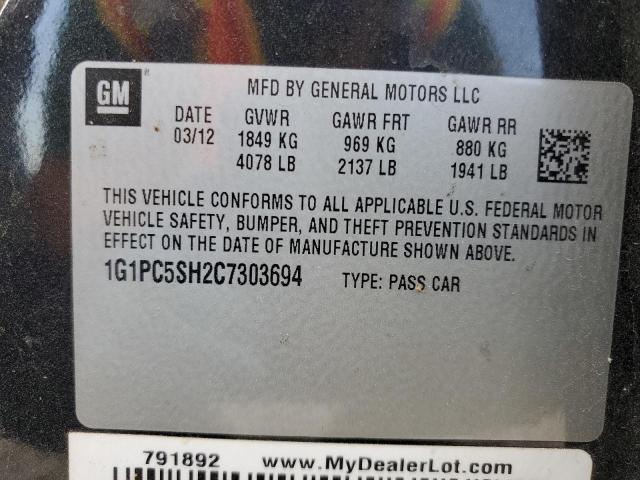 GM
MFD BY GENERAL MOTORS LLC
DATE GVWR GAWR FRT GAWR RR
03/12 1849 KG 969 KG 880 KG
4078 LB 2137 LB 1941 LB
THIS VEHICLE CONFORMS TO ALL APPLICABLE U.S. FEDERAL MOTOR
VEHICLE SAFETY, BUMPER, AND THEFT PREVENTION STANDARDS IN
EFFECT ON THE DATE OF MANUFACTURE SHOWN ABOVE.
1G1PC5SH2C7303694 TYPE: PASS CAR
791892 www.MyDealerLot.com